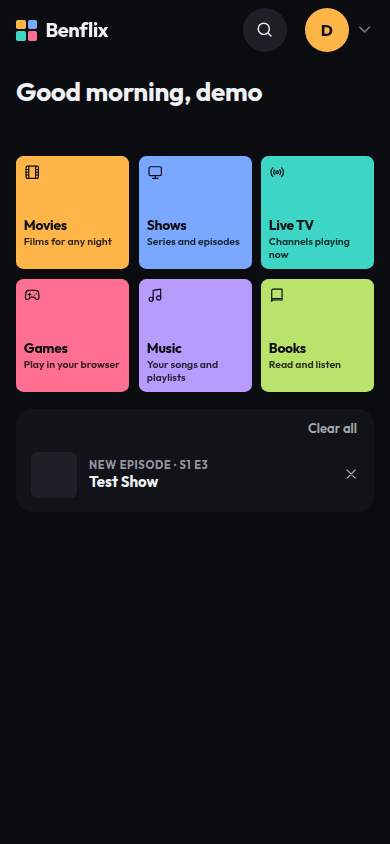 Benflix
D
Good morning, demo
Movies
Films for any night
Shows
Series and episodes
Live TV
Channels playing
now
Games
Play in your browser
Music
Your songs and
playlists
Books
Read and listen
Clear all
NEW EPISODE · S1 E3
Test Show